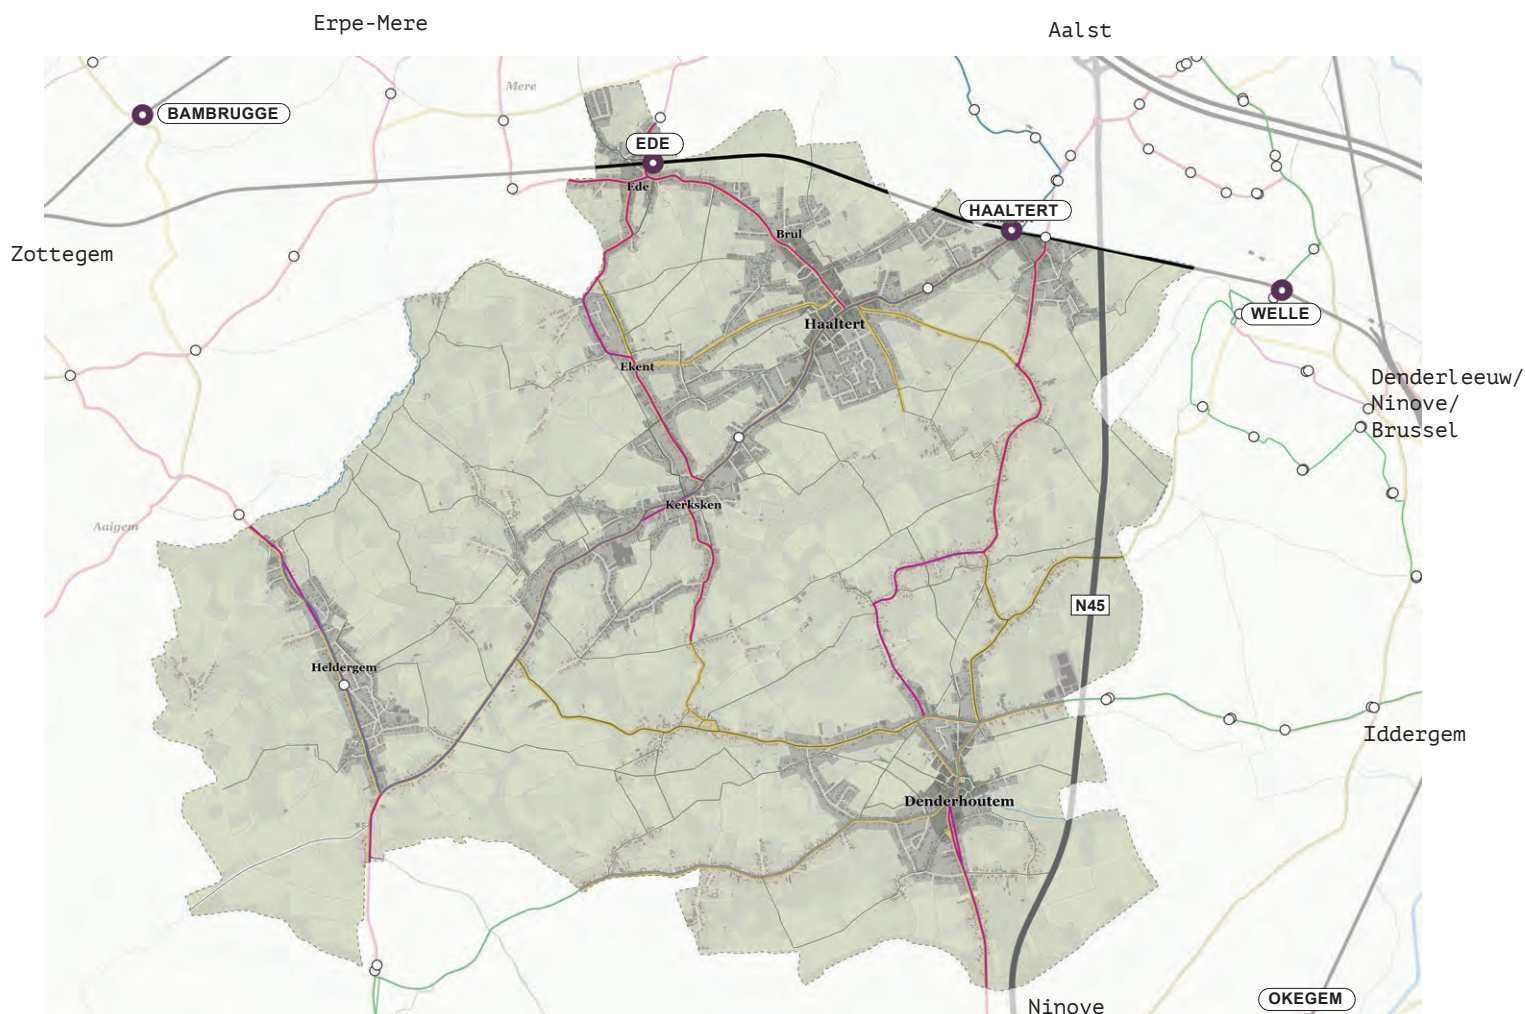 Erpe-Mere
Aalst
Mere
BAMBRUGGE
EDE
Ede
HAALTERT
Brul
Zottegem
WELLE
Haaltert
Ekent
Denderleeuw/
Ninove/
Brussel
Kerksken
Aaigem
N45
Heldergem
Iddergem
Denderhoutem
OKEGEM
Ninove